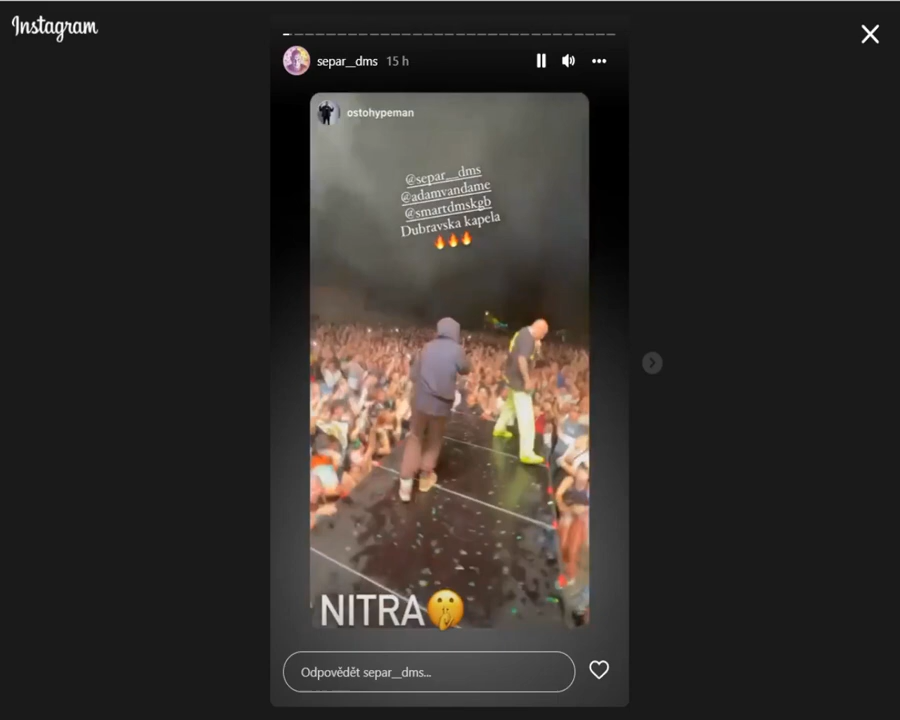 Instagram
separ__dms 15 h
ostohypeman
@separ__dms
@adamvandame
@smartdmskgb
Dubravska kapela
🔥🔥🔥
NITRA🤫
Odpovědět separ__dms...